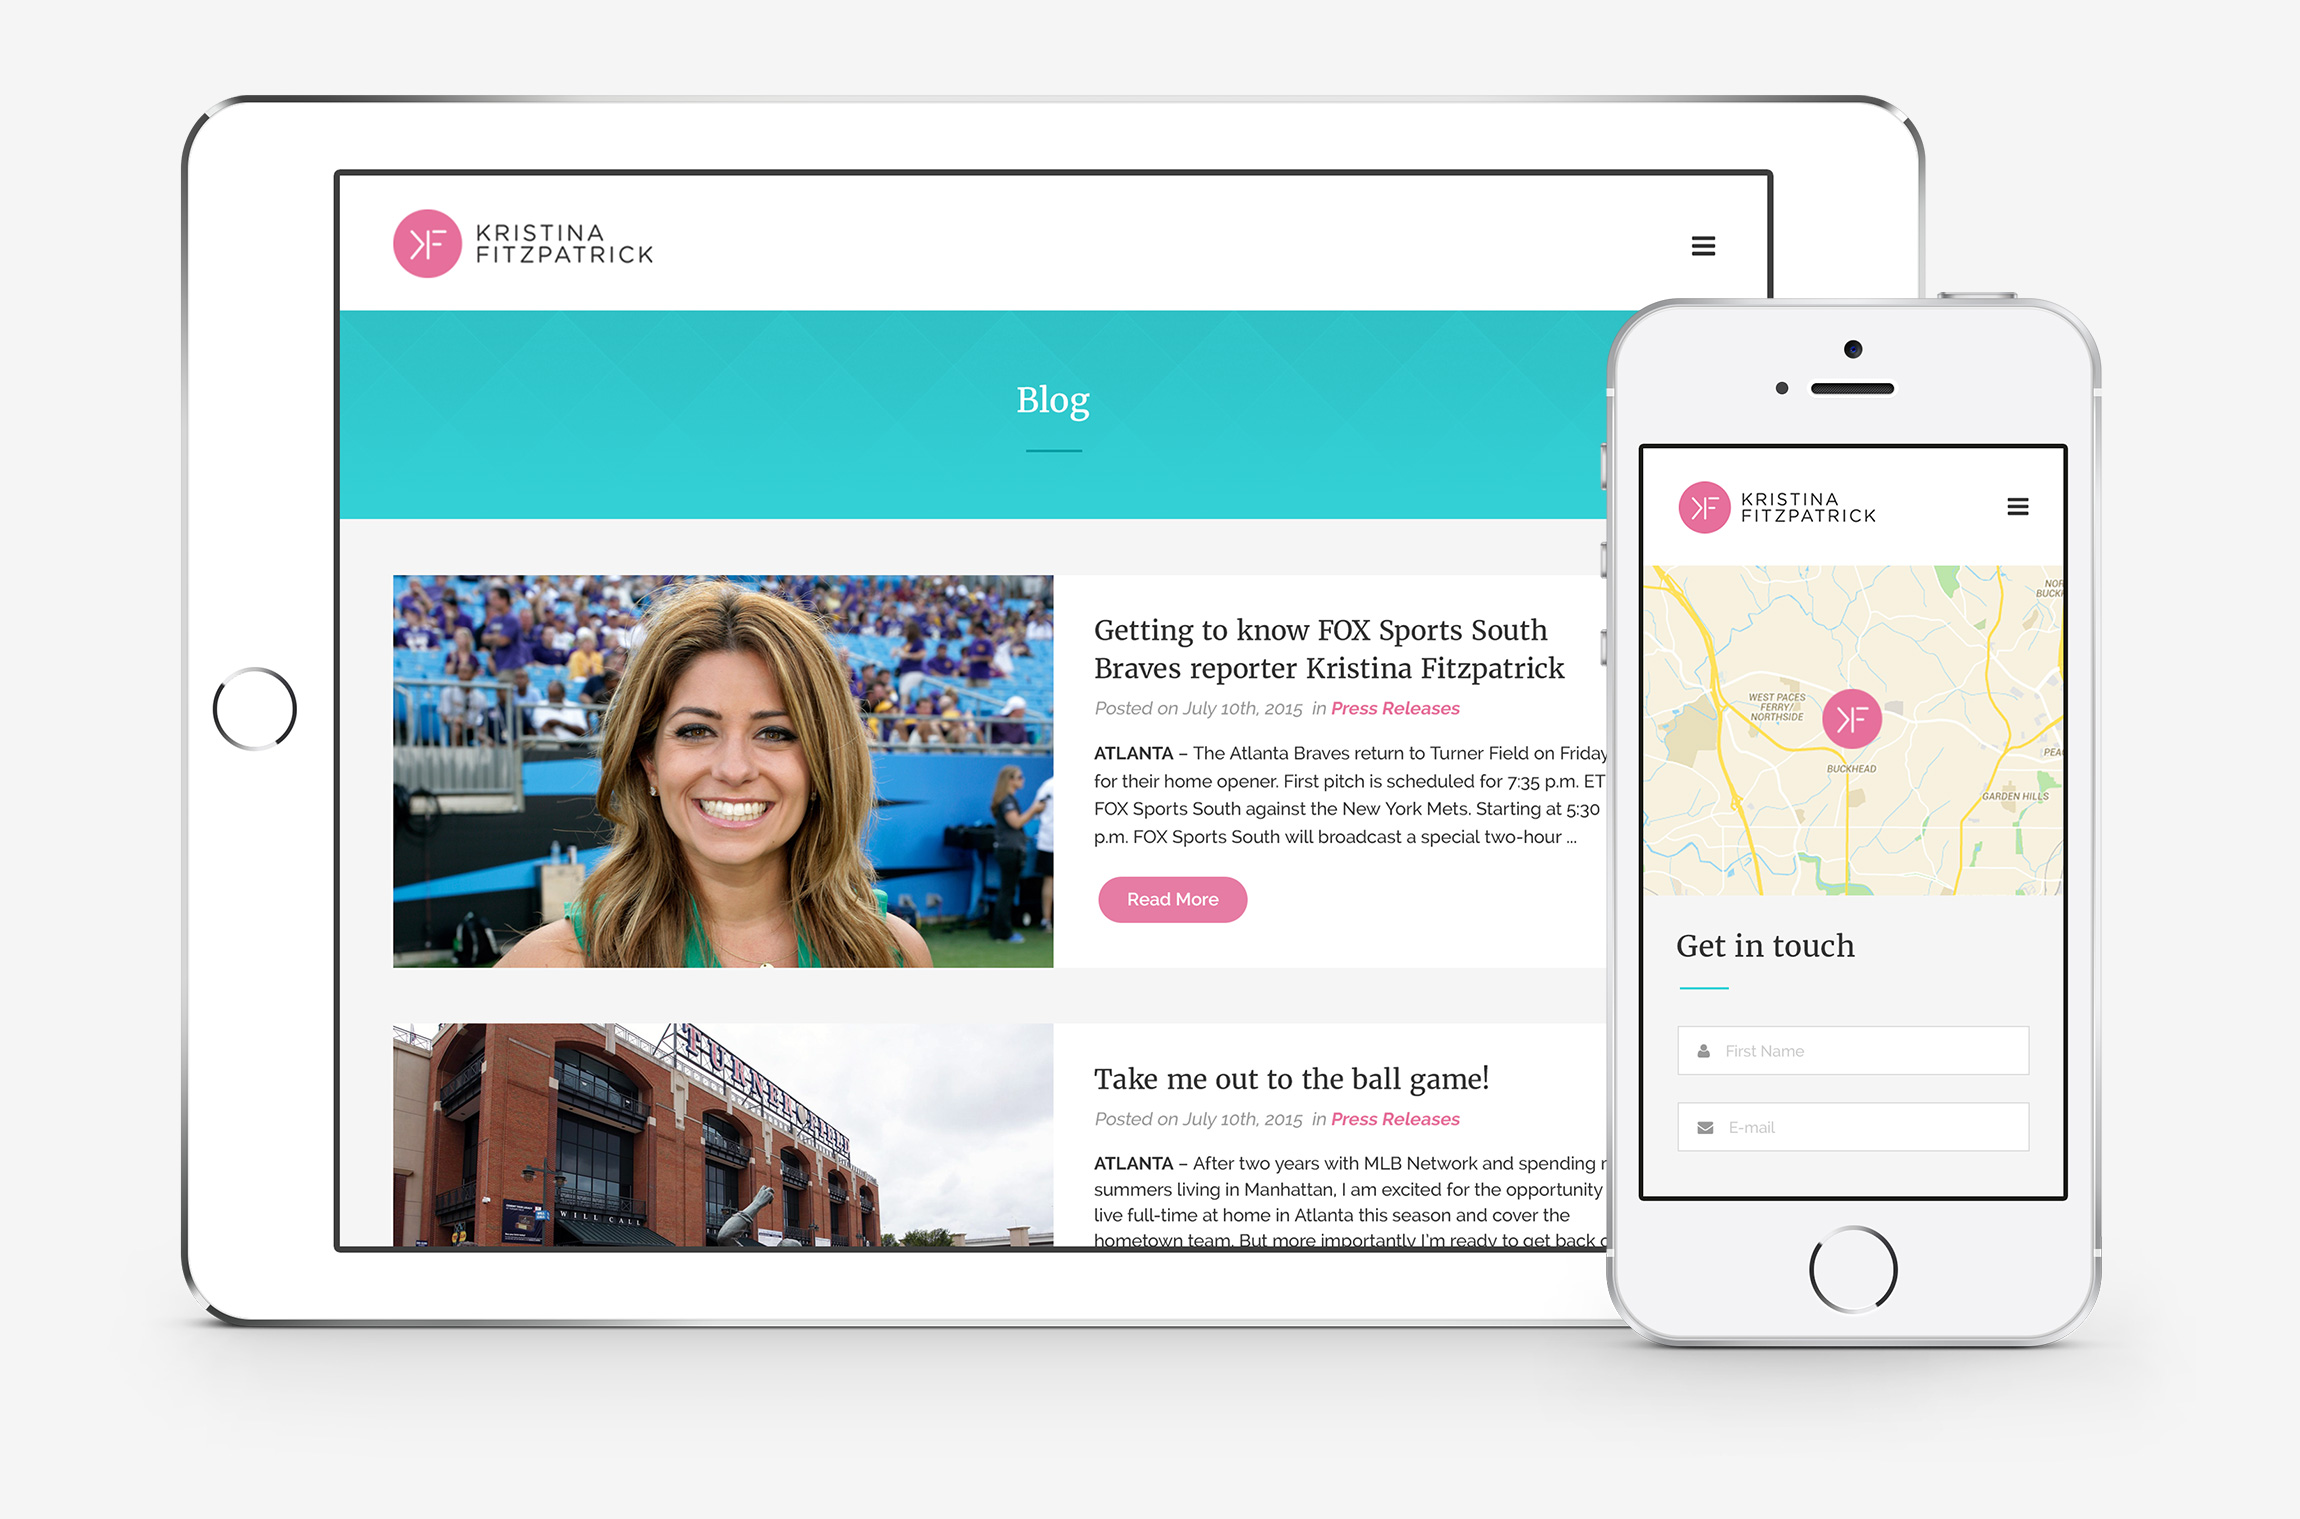 KRISTINA
FITZPATRICK
Blog
Getting to know FOX Sports South
Braves reporter Kristina Fitzpatrick
Posted on July 10th, 2015 in Press Releases
ATLANTA – The Atlanta Braves return to Turner Field on Friday
for their home opener. First pitch is scheduled for 7:35 p.m. ET
FOX Sports South against the New York Mets. Starting at 5:30
p.m. FOX Sports South will broadcast a special two-hour ...
Read More
TURNER FIELD
WILL CALL
Take me out to the ball game!
Posted on July 10th, 2015 in Press Releases
ATLANTA – After two years with MLB Network and spending
summers living in Manhattan, I am excited for the opportunity
live full-time at home in Atlanta this season and cover the
hometown team. But more importantly I'm ready to get back
KF
KRISTINA
FITZPATRICK
WEST PACES
FERRY/
NORTHSIDE
KF
BUCKHEAD
GARDEN HILLS
Get in touch
First Name
E-mail